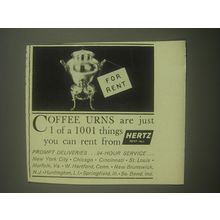 FOR
RENT
COFFEE URNS are just
1 of a 1001 things
you can rent from
HERTZ
RENT ALL
PROMPT DELIVERIES . . . 24-HOUR SERVICE
New York City • Chicago • Cincinnati • St. Louis •
Norfolk, Va. • W. Hartford, Conn. • New Brunswick,
N.J. • Huntington, L.I. • Springfield, Ill. • So. Bend, Ind.